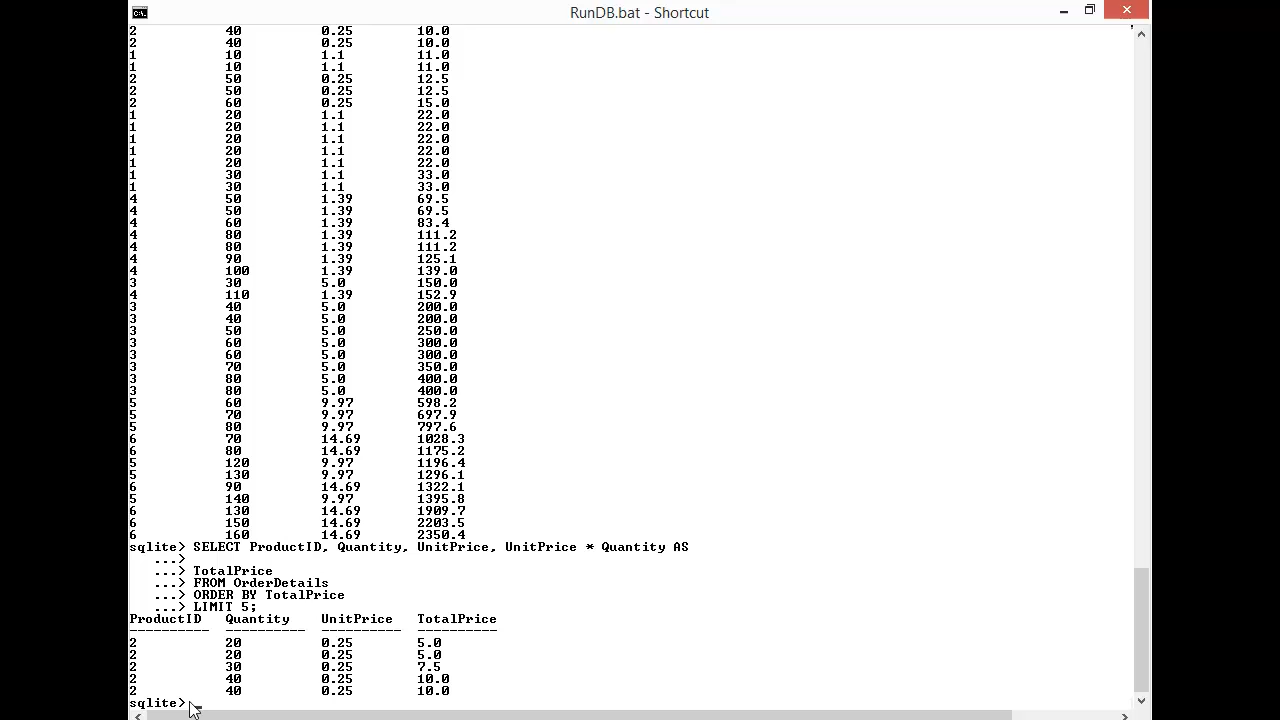 RunDB.bat - Shortcut
2 40 0.25 10.0
2 40 0.25 10.0
1 10 1.1 11.0
1 10 1.1 11.0
2 50 0.25 12.5
2 50 0.25 12.5
2 60 0.25 15.0
1 20 1.1 22.0
1 20 1.1 22.0
1 20 1.1 22.0
1 20 1.1 22.0
1 20 1.1 22.0
1 30 1.1 33.0
1 30 1.1 33.0
4 50 1.39 69.5
4 50 1.39 69.5
4 60 1.39 83.4
4 80 1.39 111.2
4 80 1.39 111.2
4 90 1.39 125.1
4 100 1.39 139.0
3 30 5.0 150.0
4 110 1.39 152.9
3 40 5.0 200.0
3 40 5.0 200.0
3 50 5.0 250.0
3 60 5.0 300.0
3 60 5.0 300.0
3 70 5.0 350.0
3 80 5.0 400.0
3 80 5.0 400.0
5 60 9.97 598.2
5 70 9.97 697.9
5 80 9.97 797.6
6 70 14.69 1028.3
6 80 14.69 1175.2
5 120 9.97 1196.4
5 130 9.97 1296.1
6 90 14.69 1322.1
5 140 9.97 1395.8
6 130 14.69 1909.7
6 150 14.69 2203.5
6 160 14.69 2350.4
sqlite> SELECT ProductID, Quantity, UnitPrice, UnitPrice * Quantity AS
...>
...> TotalPrice
...> FROM OrderDetails
...> ORDER BY TotalPrice
...> LIMIT 5;
ProductID Quantity UnitPrice TotalPrice
---------- ---------- ---------- ----------
2 20 0.25 5.0
2 20 0.25 5.0
2 30 0.25 7.5
2 40 0.25 10.0
2 40 0.25 10.0
sqlite>